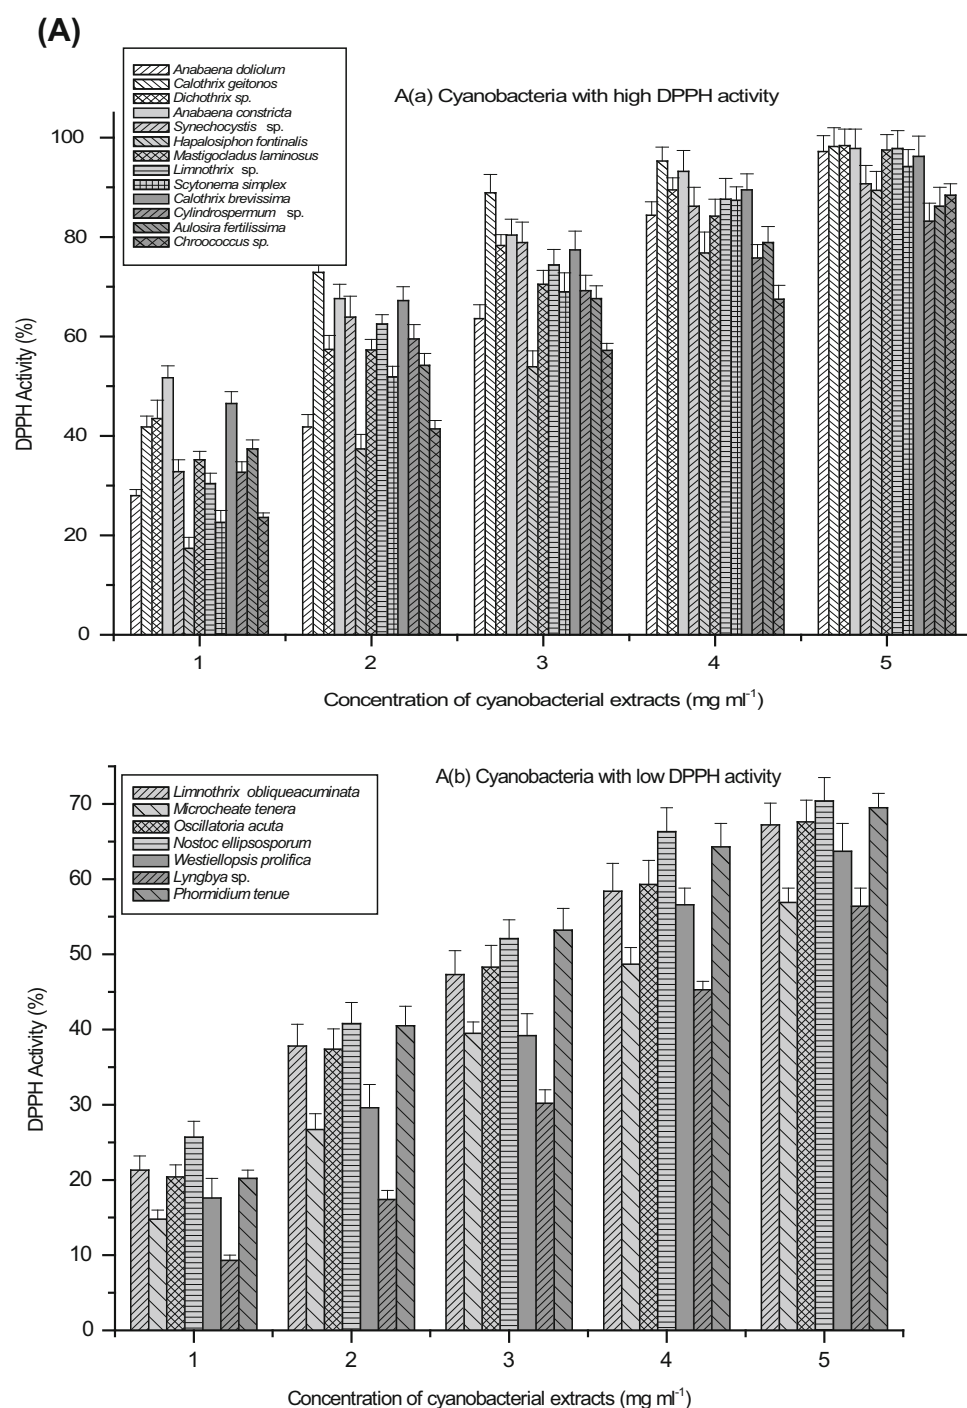 (A)
Anabaena doliolum
Calothrix geitonos
Dichothrix sp.
Anabaena constricta
Synechocystis sp.
Hapalosiphon fontinalis
Mastigocladus laminosus
Limnothrix sp.
Scytonema simplex
Calothrix brevissima
Cylindrospermum sp.
Aulosira fertilissima
Chroococcus sp.
A(a) Cyanobacteria with high DPPH activity
DPPH Activity (%)
100
80
60
40
20
0
1 2 3 4 5
Concentration of cyanobacterial extracts (mg ml-1)
A(b) Cyanobacteria with low DPPH activity
Limnothrix obliqueacuminata
Microcheate tenera
Oscillatoria acuta
Nostoc ellipsosporum
Westiellopsis prolifica
Lyngbya sp.
Phormidium tenue
DPPH Activity (%)
70
60
50
40
30
20
10
0
1 2 3 4 5
Concentration of cyanobacterial extracts (mg ml-1)